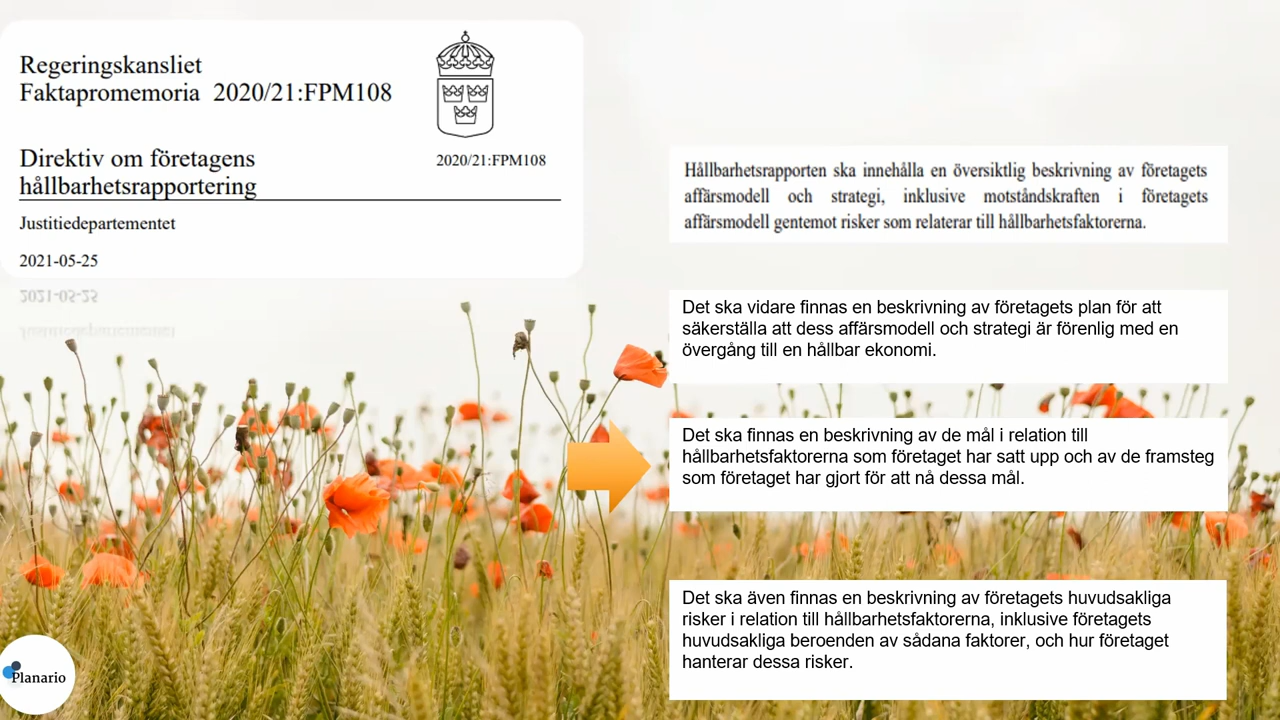 Regeringskansliet
Faktapromemoria 2020/21:FPM108
Direktiv om företagens
hållbarhetsrapportering
2020/21:FPM108
Justitiedepartementet
2021-05-25
Hållbarhetsrapporten ska innehålla en översiktlig beskrivning av företagets
affärsmodell och strategi, inklusive motståndskraften i företagets
affärsmodell gentemot risker som relaterar till hållbarhetsfaktorerna.
Det ska vidare finnas en beskrivning av företagets plan för att
säkerställa att dess affärsmodell och strategi är förenlig med en
övergång till en hållbar ekonomi.
Det ska finnas en beskrivning av de mål i relation till
hållbarhetsfaktorerna som företaget har satt upp och av de framsteg
som företaget har gjort för att nå dessa mål.
Det ska även finnas en beskrivning av företagets huvudsakliga
risker i relation till hållbarhetsfaktorerna, inklusive företagets
huvudsakliga beroenden av sådana faktorer, och hur företaget
hanterar dessa risker.
Planario